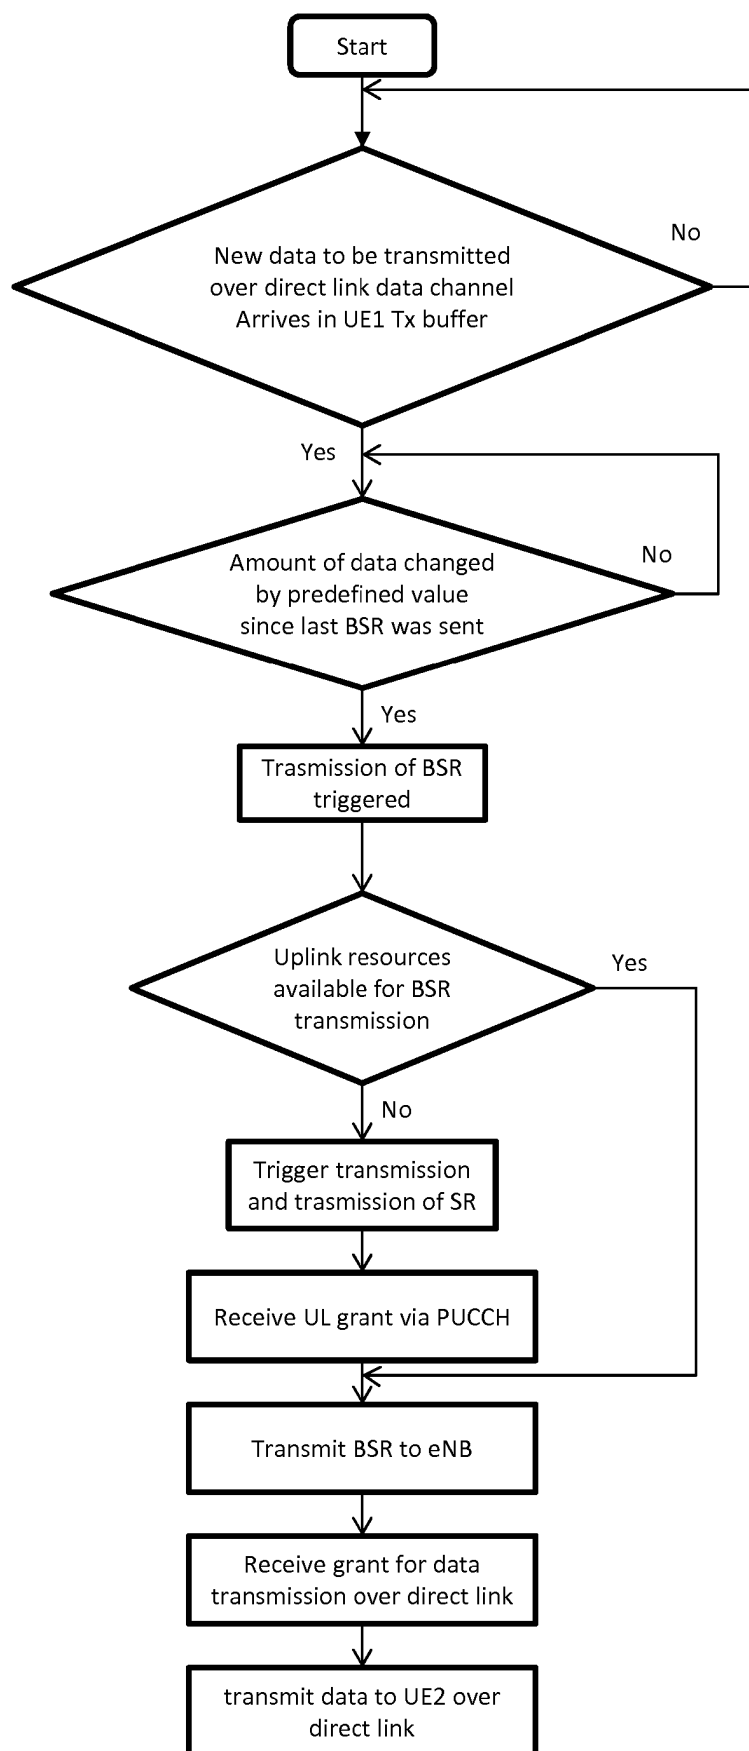 Start
New data to be transmitted
over direct link data channel
Arrives in UE1 Tx buffer
No
Yes
Amount of data changed
by predefined value
since last BSR was sent
No
Yes
Trasmission of BSR
triggered
Uplink resources
available for BSR
transmission
Yes
No
Trigger transmission
and trasmission of SR
Receive UL grant via PUCCH
Transmit BSR to eNB
Receive grant for data
transmission over direct link
transmit data to UE2 over
direct link